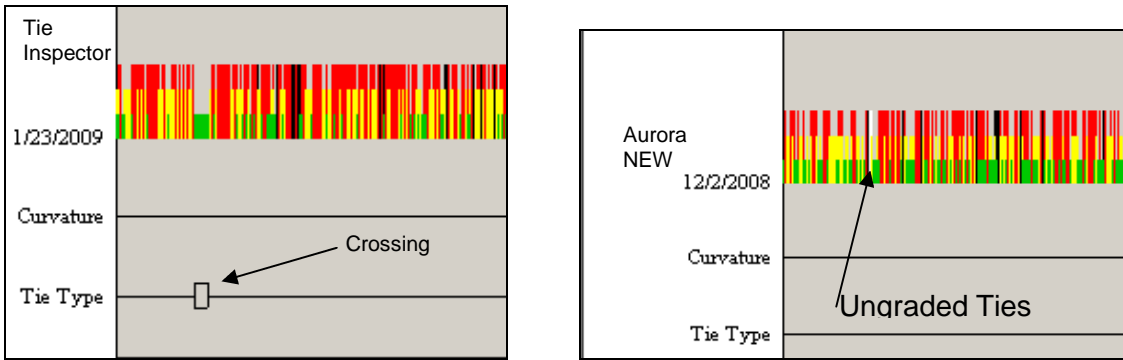 Tie
Inspector
1/23/2009
Curvature
Crossing
Tie Type
Aurora
NEW
12/2/2008
Curvature
Ungraded Ties
Tie Type